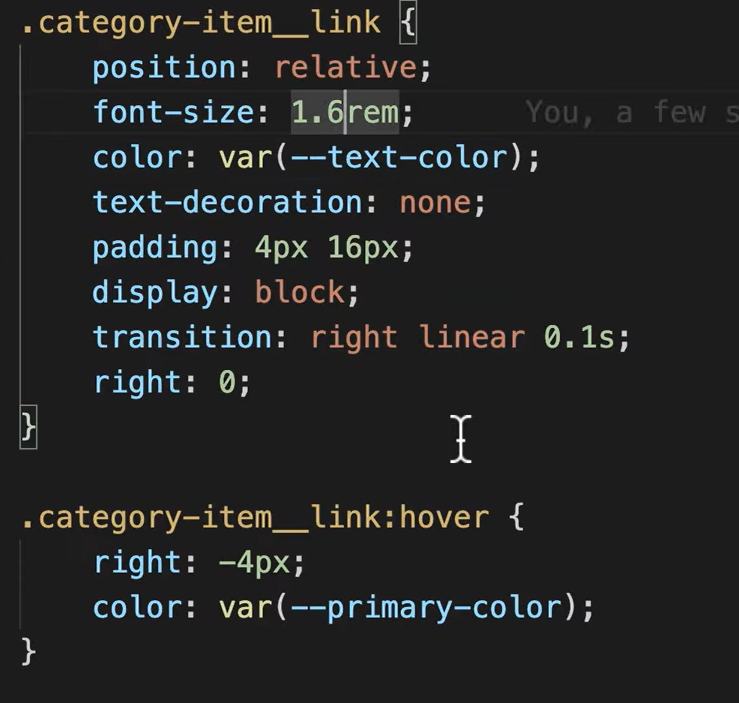 .category-item__link {
position: relative;
font-size: 1.6rem; You, a few s
color: var(--text-color);
text-decoration: none;
padding: 4px 16px;
display: block;
transition: right linear 0.1s;
right: 0;
}
.category-item__link:hover {
right: -4px;
color: var(--primary-color);
}